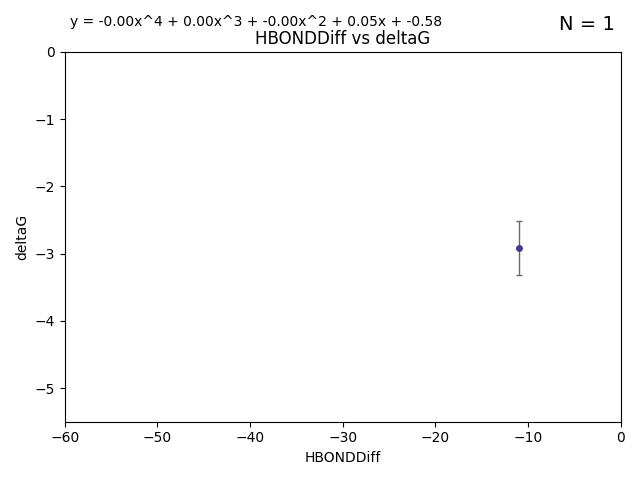 y = -0.00x^4 + 0.00x^3 + -0.00x^2 + 0.05x + -0.58
N = 1
HBONDDiff vs deltaG
0
−1
−2
−3
−4
−5
deltaG
−60 −50 −40 −30 −20 −10 0
HBONDDiff